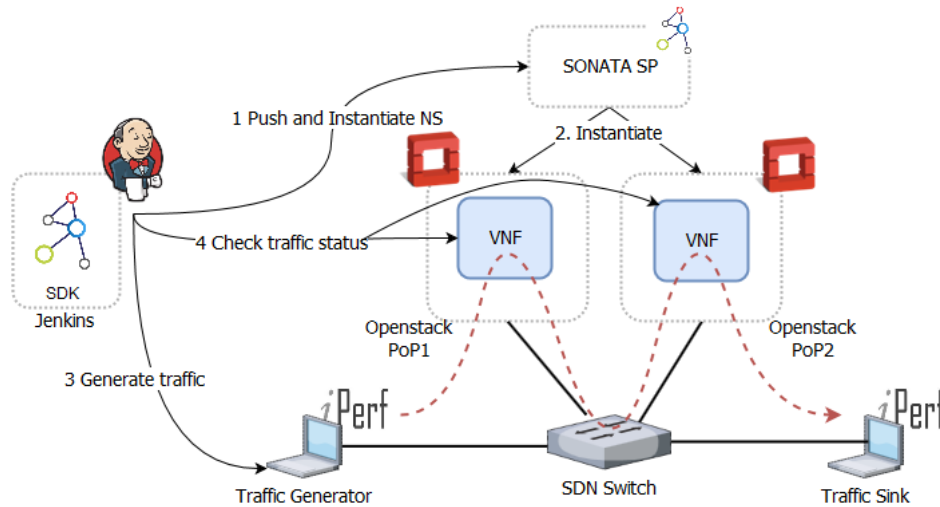 SONATA SP
1 Push and Instantiate NS
2. Instantiate
4 Check traffic status
VNF
VNF
SDK
Jenkins
Openstack
PoP1
Openstack
PoP2
3 Generate traffic
iPerf
iPerf
Traffic Generator
SDN Switch
Traffic Sink